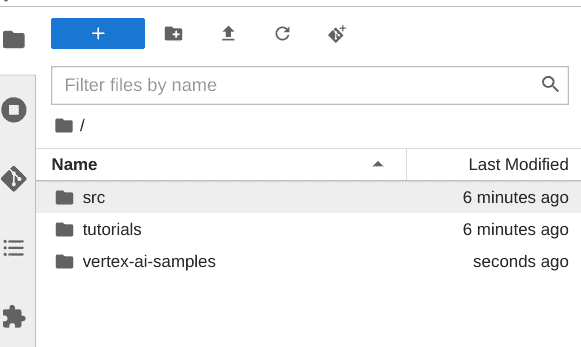 Filter files by name
/
Name Last Modified
src 6 minutes ago
tutorials 6 minutes ago
vertex-ai-samples seconds ago